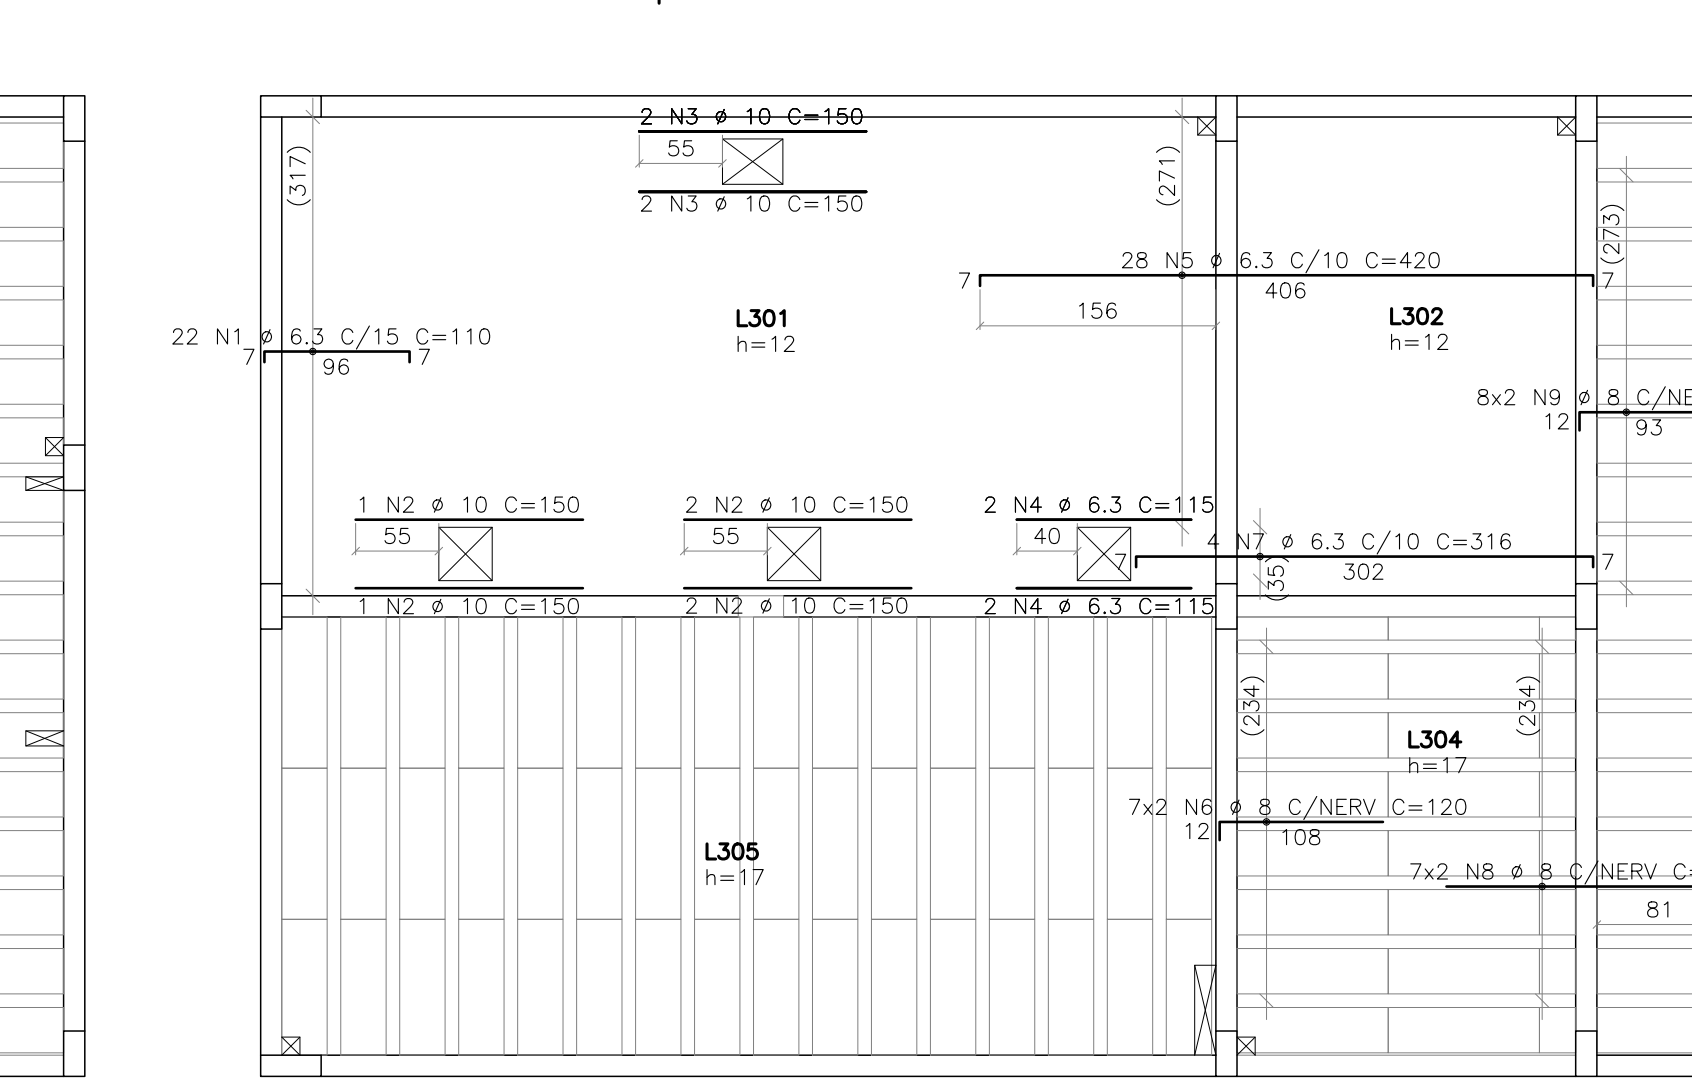 2 N3 ø 10 C=150
55
(317)
(271)
2 N3 ø 10 C=150
(273)
28 N5 ø 6.3 C/10 C=420
7
7
406
156
L301
h=12
L302
h=12
22 N1 ø 6.3 C/15 C=110
7
7
96
8x2 N9 ø 8 C/NE
12
93
1 N2 ø 10 C=150
2 N2 ø 10 C=150
2 N4 ø 6.3 C=115
55
55
40
4 N7 ø 6.3 C/10 C=316
7
7
302
(35)
1 N2 ø 10 C=150
2 N2 ø 10 C=150
2 N4 ø 6.3 C=115
(234)
(234)
L304
h=17
7x2 N6 ø 8 C/NERV C=120
12
108
L305
h=17
7x2 N8 ø 8 C/NERV C=
81